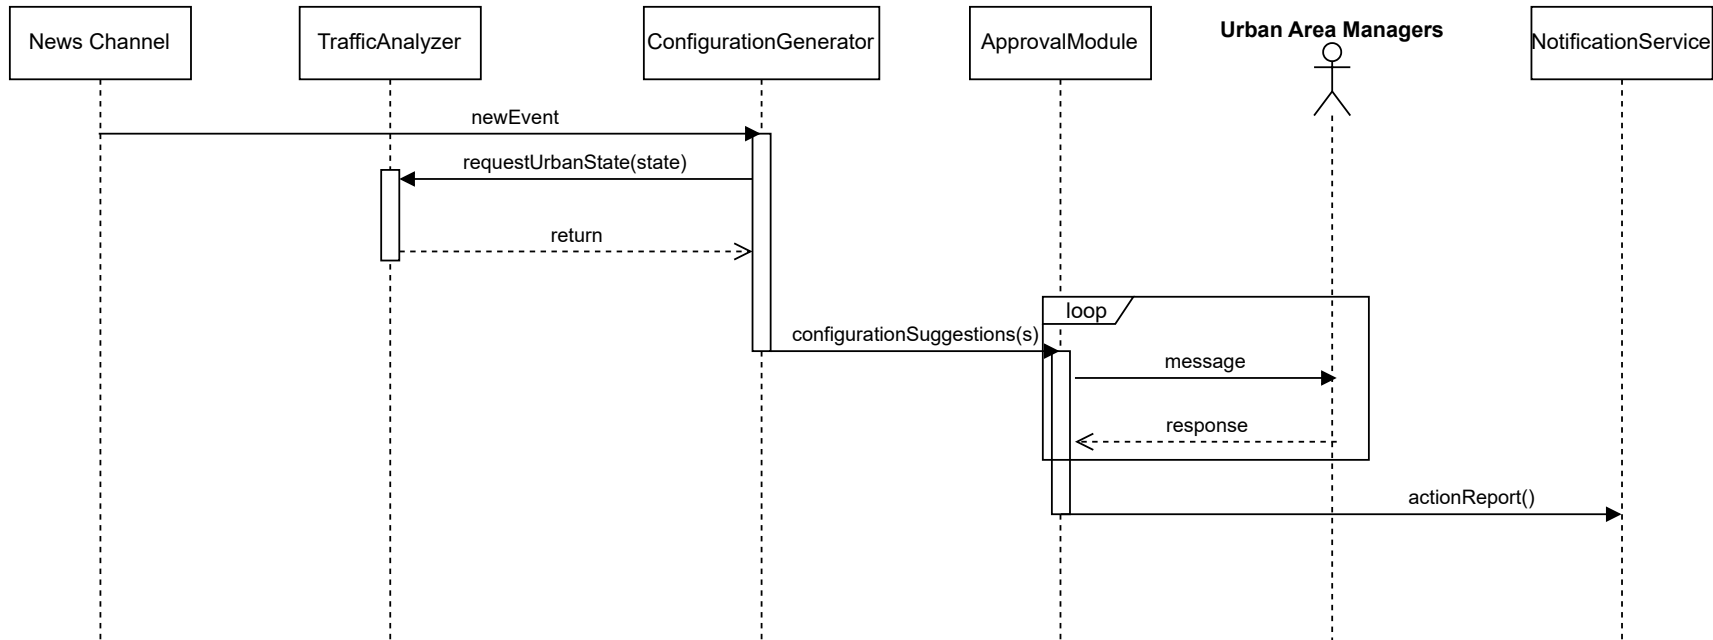 News Channel
TrafficAnalyzer
ConfigurationGenerator
ApprovalModule
Urban Area Managers
NotificationService
newEvent
requestUrbanState(state)
return
loop
configurationSuggestions(s)
message
response
actionReport()